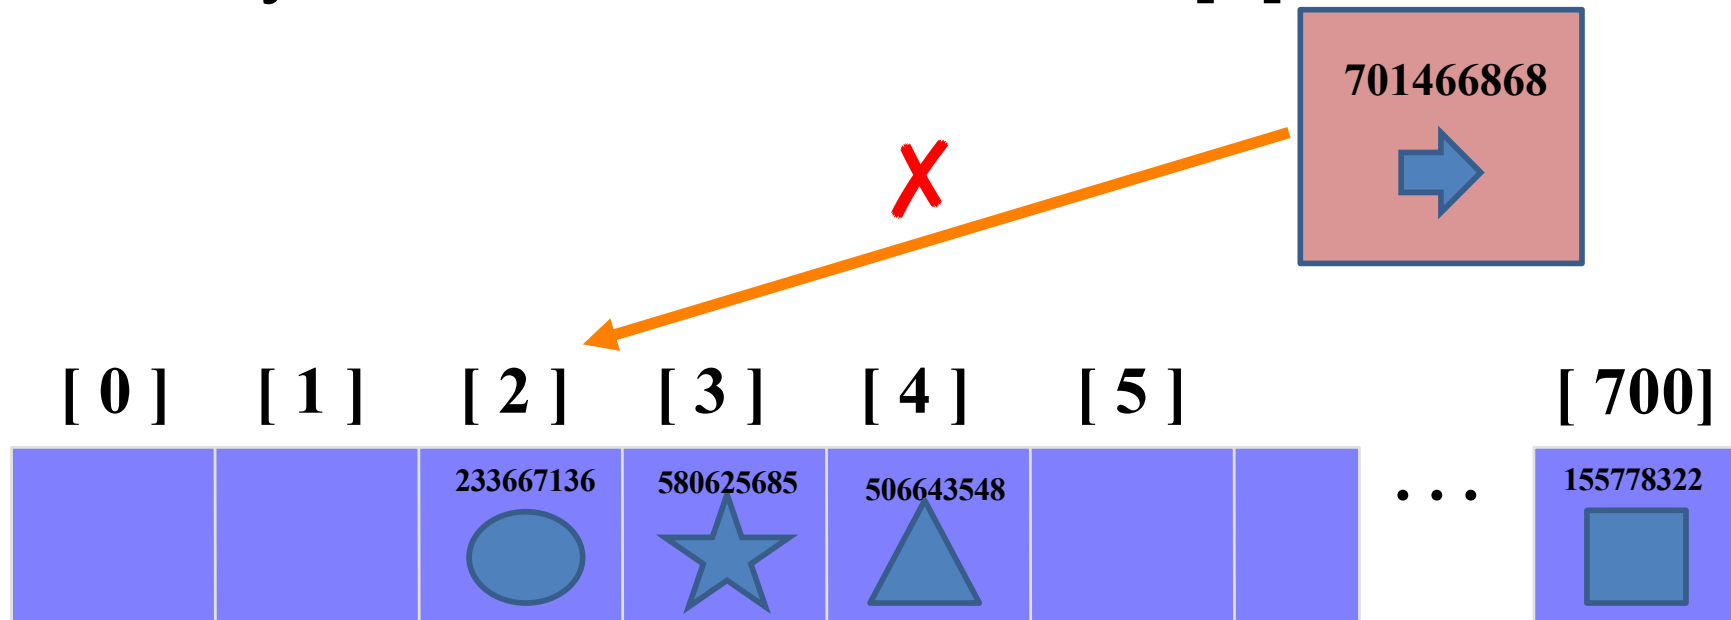 701466868
[ 0 ] [ 1 ] [ 2 ] [ 3 ] [ 4 ] [ 5 ] [ 700]
233667136 580625685 506643548 . . . 155778322